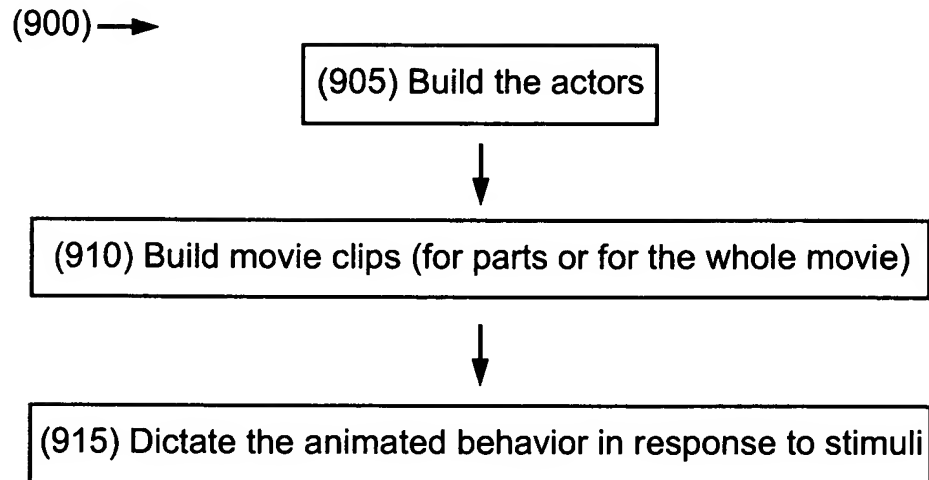 (900)
(905) Build the actors
(910) Build movie clips (for parts or for the whole movie)
(915) Dictate the animated behavior in response to stimuli